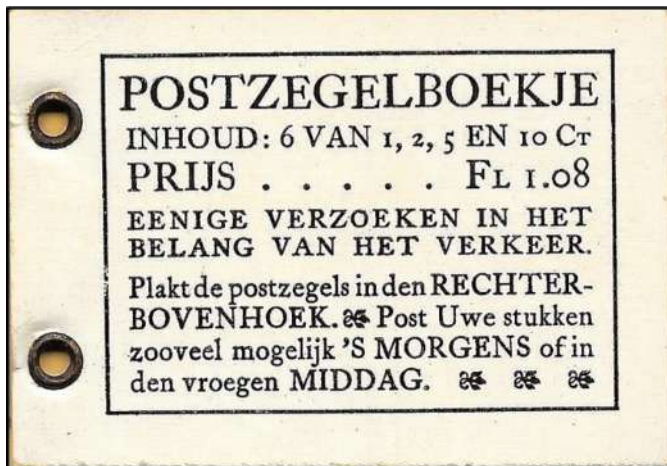 POSTZEGELBOEKJE
INHOUD: 6 VAN 1, 2, 5 EN 10 CT
PRIJS . . . . . FL 1.08
EENIGE VERZOEKEN IN HET
BELANG VAN HET VERKEER.
Plakt de postzegels in den RECHTER-
BOVENHOEK. Post Uwe stukken
zooveel mogelijk 'S MORGENS of in
den vroegen MIDDAG.